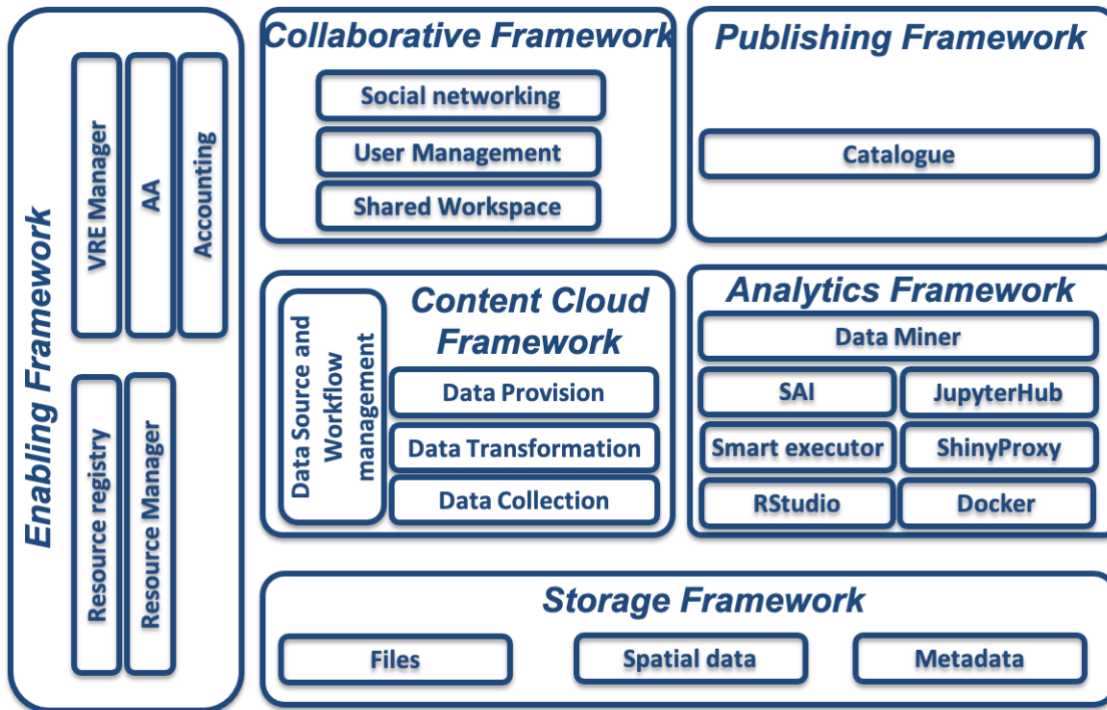 Enabling Framework
VRE Manager
AA
Accounting
Resource registry
Resource Manager
Collaborative Framework
Social networking
User Management
Shared Workspace
Publishing Framework
Catalogue
Content Cloud
Framework
Data Source and
Workflow
management
Data Provision
Data Transformation
Data Collection
Analytics Framework
Data Miner
SAI
JupyterHub
Smart executor
ShinyProxy
RStudio
Docker
Storage Framework
Files
Spatial data
Metadata